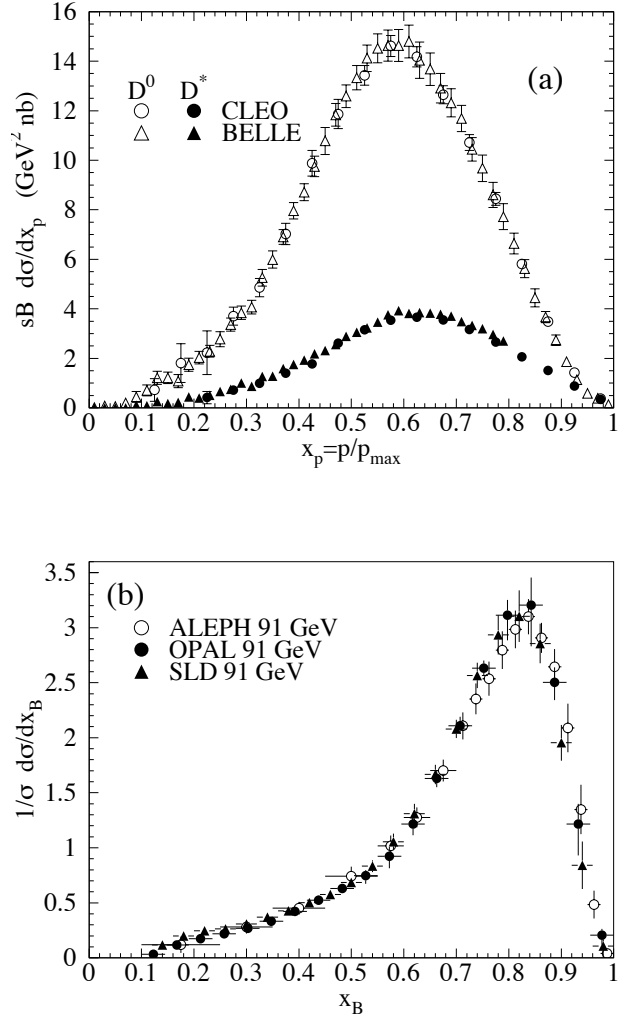 16
14
12
10
8
6
4
2
0
sB dσ/dx_p (GeV² nb)
(a)
D⁰ D*
CLEO
BELLE
0 0.1 0.2 0.3 0.4 0.5 0.6 0.7 0.8 0.9 1
x_p=p/p_max
3.5
3
2.5
2
1.5
1
0.5
0
1/σ dσ/dx_B
(b)
ALEPH 91 GeV
OPAL 91 GeV
SLD 91 GeV
0 0.1 0.2 0.3 0.4 0.5 0.6 0.7 0.8 0.9 1
x_B